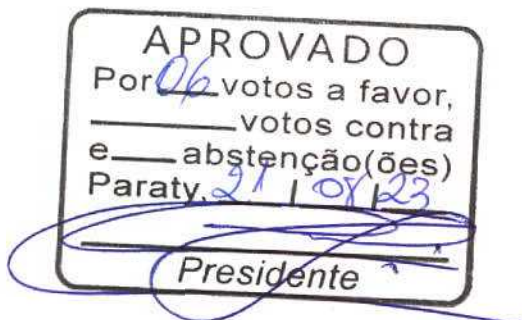 APROVADO
Por 06 votos a favor,
votos contra
e abstenção(ões)
Paraty, 21 / 08 / 23
Presidente